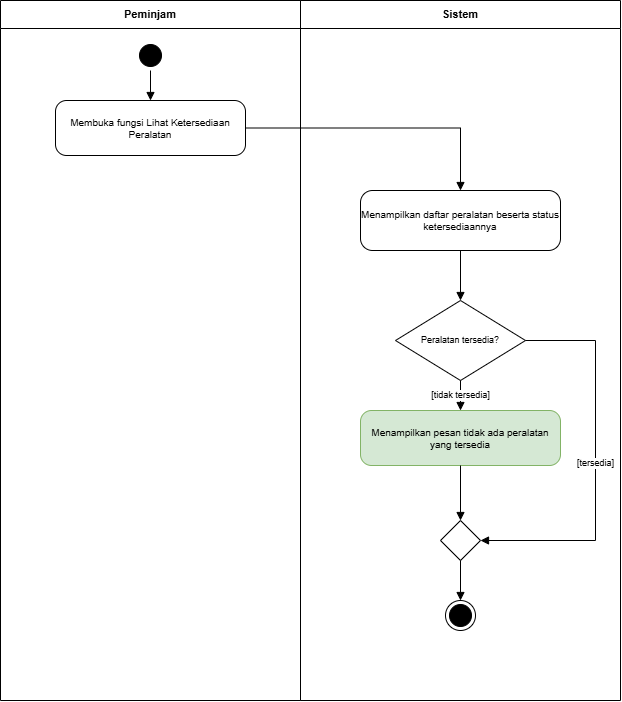 Peminjam
Sistem
Membuka fungsi Lihat Ketersediaan
Peralatan
Menampilkan daftar peralatan beserta status
ketersediaannya
Peralatan tersedia?
[tidak tersedia]
Menampilkan pesan tidak ada peralatan
yang tersedia
[tersedia]